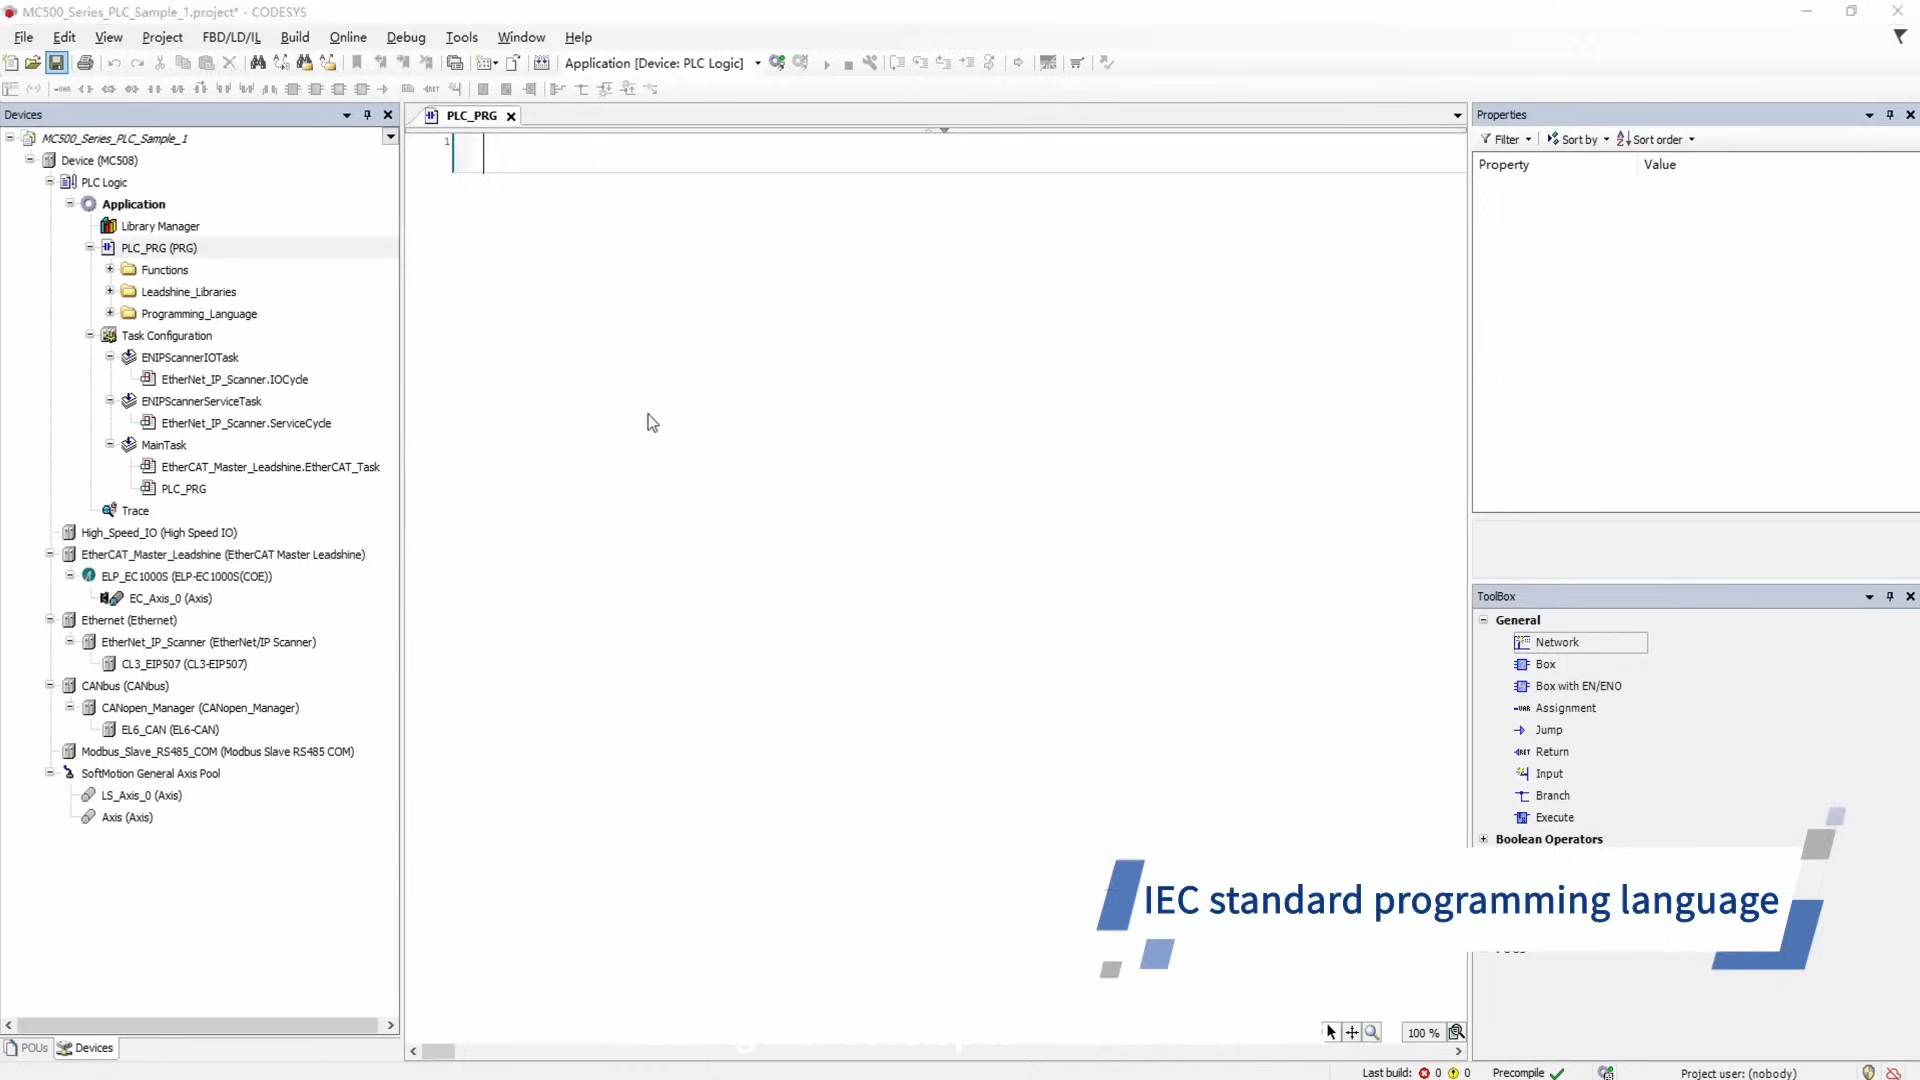 MC500_Series_PLC_Sample_1.project* - CODESYS
File Edit View Project FBD/LD/IL Build Online Debug Tools Window Help
Application [Device: PLC Logic]
Devices
MC500_Series_PLC_Sample_1
Device (MC508)
PLC Logic
Application
Library Manager
PLC_PRG (PRG)
Functions
Leadshine_Libraries
Programming_Language
Task Configuration
ENIPScannerIOTask
EtherNet_IP_Scanner.IOCycle
ENIPScannerServiceTask
EtherNet_IP_Scanner.ServiceCycle
MainTask
EtherCAT_Master_Leadshine.EtherCAT_Task
PLC_PRG
Trace
High_Speed_IO (High Speed IO)
EtherCAT_Master_Leadshine (EtherCAT Master Leadshine)
ELP_EC1000S (ELP-EC1000S(COE))
EC_Axis_0 (Axis)
Ethernet (Ethernet)
EtherNet_IP_Scanner (EtherNet/IP Scanner)
CL3_EIP507 (CL3-EIP507)
CANbus (CANbus)
CANopen_Manager (CANopen_Manager)
EL6_CAN (EL6-CAN)
Modbus_Slave_RS485_COM (Modbus Slave RS485 COM)
SoftMotion General Axis Pool
LS_Axis_0 (Axis)
Axis (Axis)
POUs Devices
PLC_PRG
1
100 %
Properties
Filter Sort by Sort order
Property Value
ToolBox
General
Network
Box
Box with EN/ENO
Assignment
Jump
Return
Input
Branch
Execute
Boolean Operators
IEC standard programming language
Last build: 0 0 Precompile Project user: (nobody)